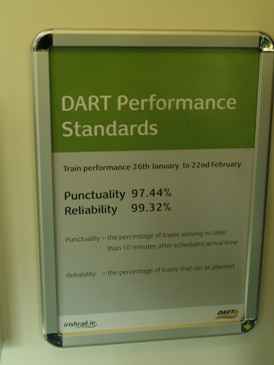 DART Performance
Standards
Train performance 26th January to 22nd February
Punctuality 97.44%
Reliability 99.32%
Punctuality = the percentage of trains arriving no later
than 10 minutes after scheduled arrival time
Reliability = the percentage of trains that ran as planned
irishrail.ie
DART